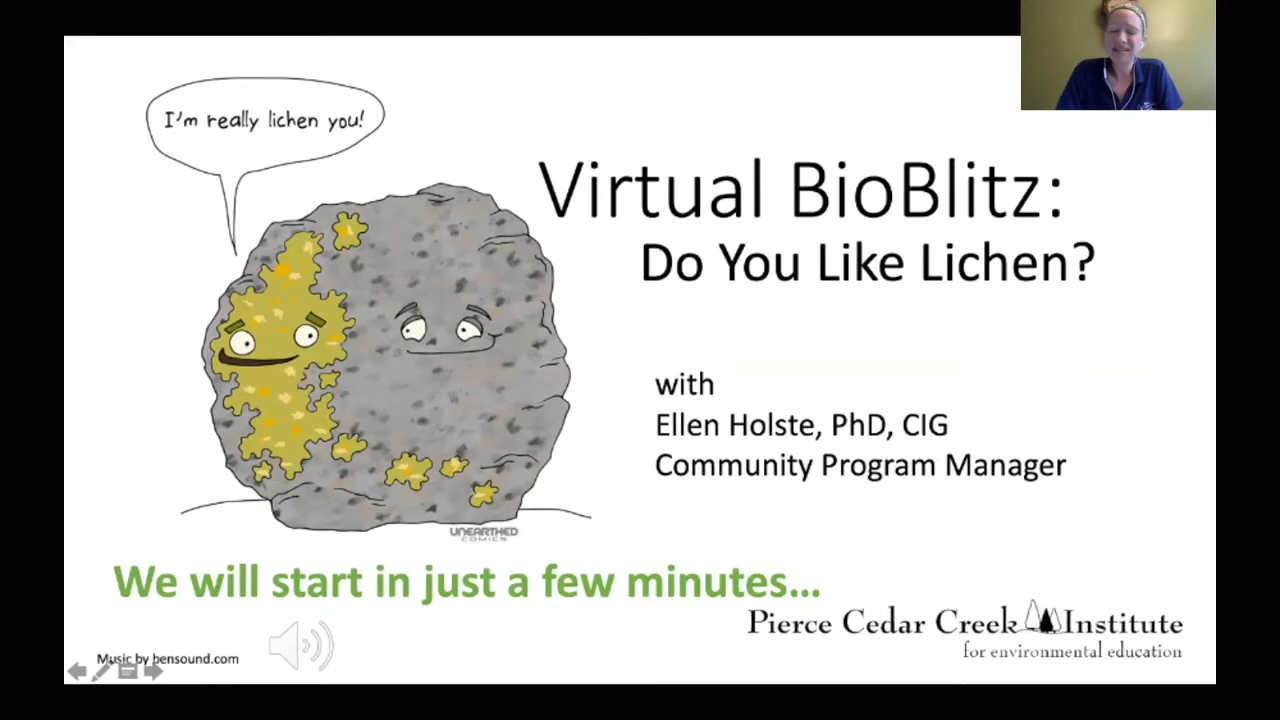 I'm really lichen you!
Virtual BioBlitz:
Do You Like Lichen?
with
Ellen Holste, PhD, CIG
Community Program Manager
UNEARTHED
COMICS
We will start in just a few minutes...
Pierce Cedar Creek Institute
for environmental education
Music by bensound.com